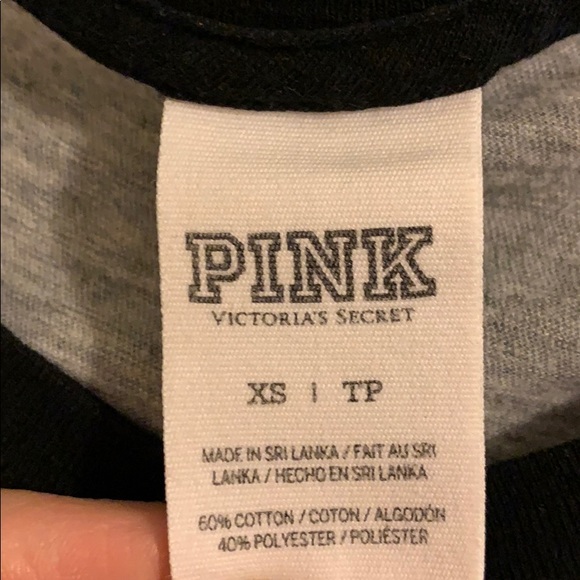 PINK
VICTORIA'S SECRET
XS | TP
MADE IN SRI LANKA / FAIT AU SRI
LANKA / HECHO EN SRI LANKA
60% COTTON / COTON / ALGODÓN
40% POLYESTER / POLIÉSTER